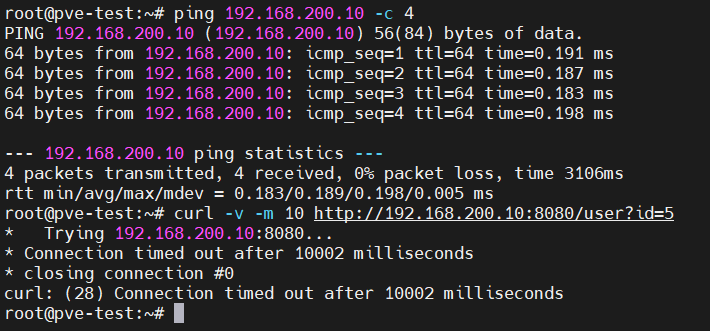 root@pve-test:~# ping 192.168.200.10 -c 4
PING 192.168.200.10 (192.168.200.10) 56(84) bytes of data.
64 bytes from 192.168.200.10: icmp_seq=1 ttl=64 time=0.191 ms
64 bytes from 192.168.200.10: icmp_seq=2 ttl=64 time=0.187 ms
64 bytes from 192.168.200.10: icmp_seq=3 ttl=64 time=0.183 ms
64 bytes from 192.168.200.10: icmp_seq=4 ttl=64 time=0.198 ms

--- 192.168.200.10 ping statistics ---
4 packets transmitted, 4 received, 0% packet loss, time 3106ms
rtt min/avg/max/mdev = 0.183/0.189/0.198/0.005 ms
root@pve-test:~# curl -v -m 10 http://192.168.200.10:8080/user?id=5
*   Trying 192.168.200.10:8080...
* Connection timed out after 10002 milliseconds
* closing connection #0
curl: (28) Connection timed out after 10002 milliseconds
root@pve-test:~#